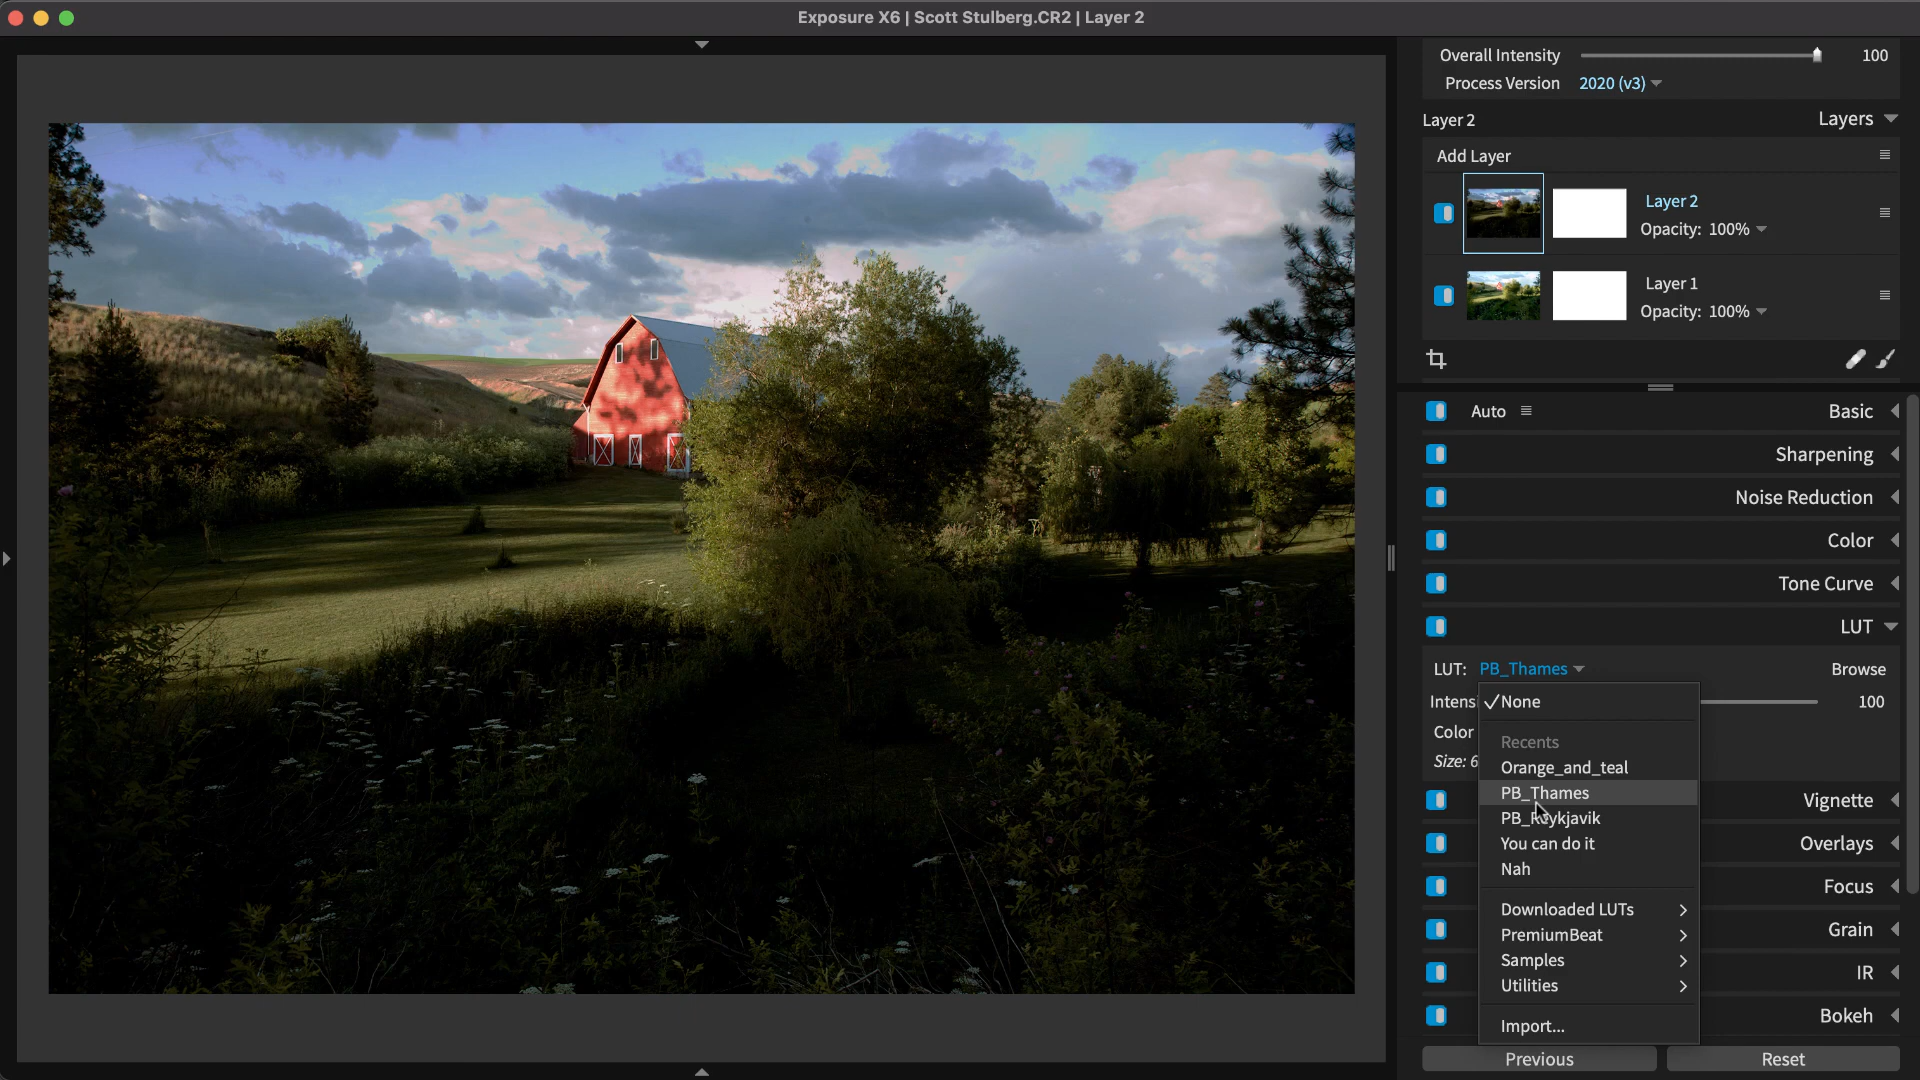 Exposure X6 | Scott Stulberg.CR2 | Layer 2
Overall Intensity 100
Process Version 2020 (v3)
Layer 2 Layers
Add Layer
Layer 2
Opacity: 100%
Layer 1
Opacity: 100%
Auto Basic
Sharpening
Noise Reduction
Color
Tone Curve
LUT
LUT: PB_Thames Browse
Intensi 100
Color
Size: 6
✓None
Recents
Orange_and_teal
PB_Thames
PB_Reykjavik
You can do it
Nah
Downloaded LUTs
PremiumBeat
Samples
Utilities
Import...
Vignette
Overlays
Focus
Grain
IR
Bokeh
Previous Reset